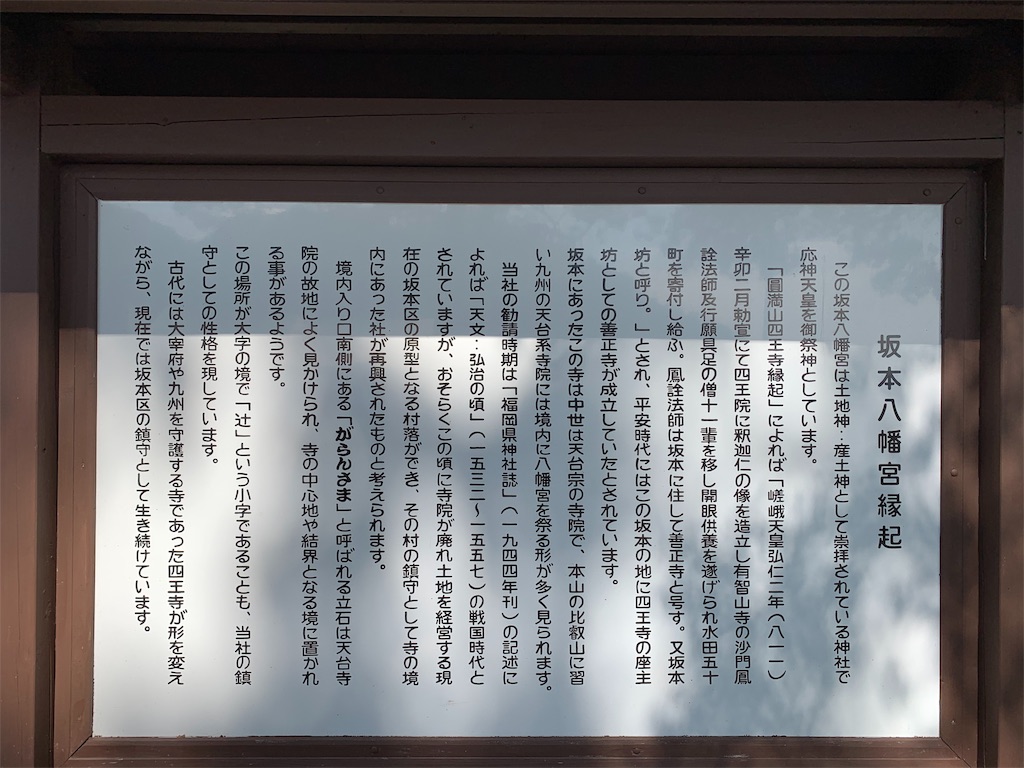 坂本八幡宮縁起
この坂本八幡宮は土地神・産土神として崇拝されている神社で
応神天皇を御祭神としています。
「圓満山四王寺縁起」によれば「嵯峨天皇弘仁二年（八一一）
辛卯二月勅宣にて四王院に釈迦仁の像を造立し有智山寺の沙門鳳
詮法師及行願具足の僧十一輩を移し開眼供養を遂げられ水田五十
町を寄付し給ふ。鳳詮法師は坂本に住して善正寺と号す。又坂本
坊と呼り。」とされ、平安時代にはこの坂本の地に四王寺の座主
坊としての善正寺が成立していたとされています。
坂本にあったこの寺は中世は天台宗の寺院で、本山の比叡山に習
い九州の天台系寺院には境内に八幡宮を祭る形が多く見られます。
当社の勧請時期は「福岡県神社誌」（一九四四年刊）の記述に
よれば「天文・弘治の頃」（一五三二～一五五七）の戦国時代と
されていますが、おそらくこの頃に寺院が廃れ土地を経営する現
在の坂本区の原型となる村落ができ、その村の鎮守として寺の境
内にあった社が再興されたものと考えられます。
境内入り口南側にある「がらんさま」と呼ばれる立石は天台寺
院の故地によく見かけられ、寺の中心地や結界となる境に置かれ
る事があるようです。
この場所が大字の境で「辻」という小字であることも、当社の鎮
守としての性格を現しています。
古代には大宰府や九州を守護する寺であった四王寺が形を変え
ながら、現在では坂本区の鎮守として生き続けています。